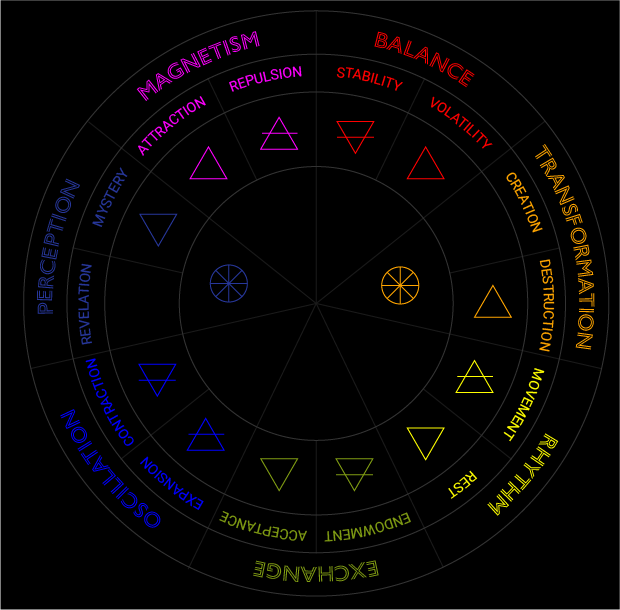 MAGNETISM
BALANCE
REPULSION
STABILITY
ATTRACTION
VOLATILITY
MYSTERY
CREATION
PERCEPTION
TRANSFORMATION
REVELATION
DESTRUCTION
CONTRACTION
MOVEMENT
OSCILLATION
RHYTHM
EXPANSION
REST
ACCEPTANCE
ENDOWMENT
EXCHANGE